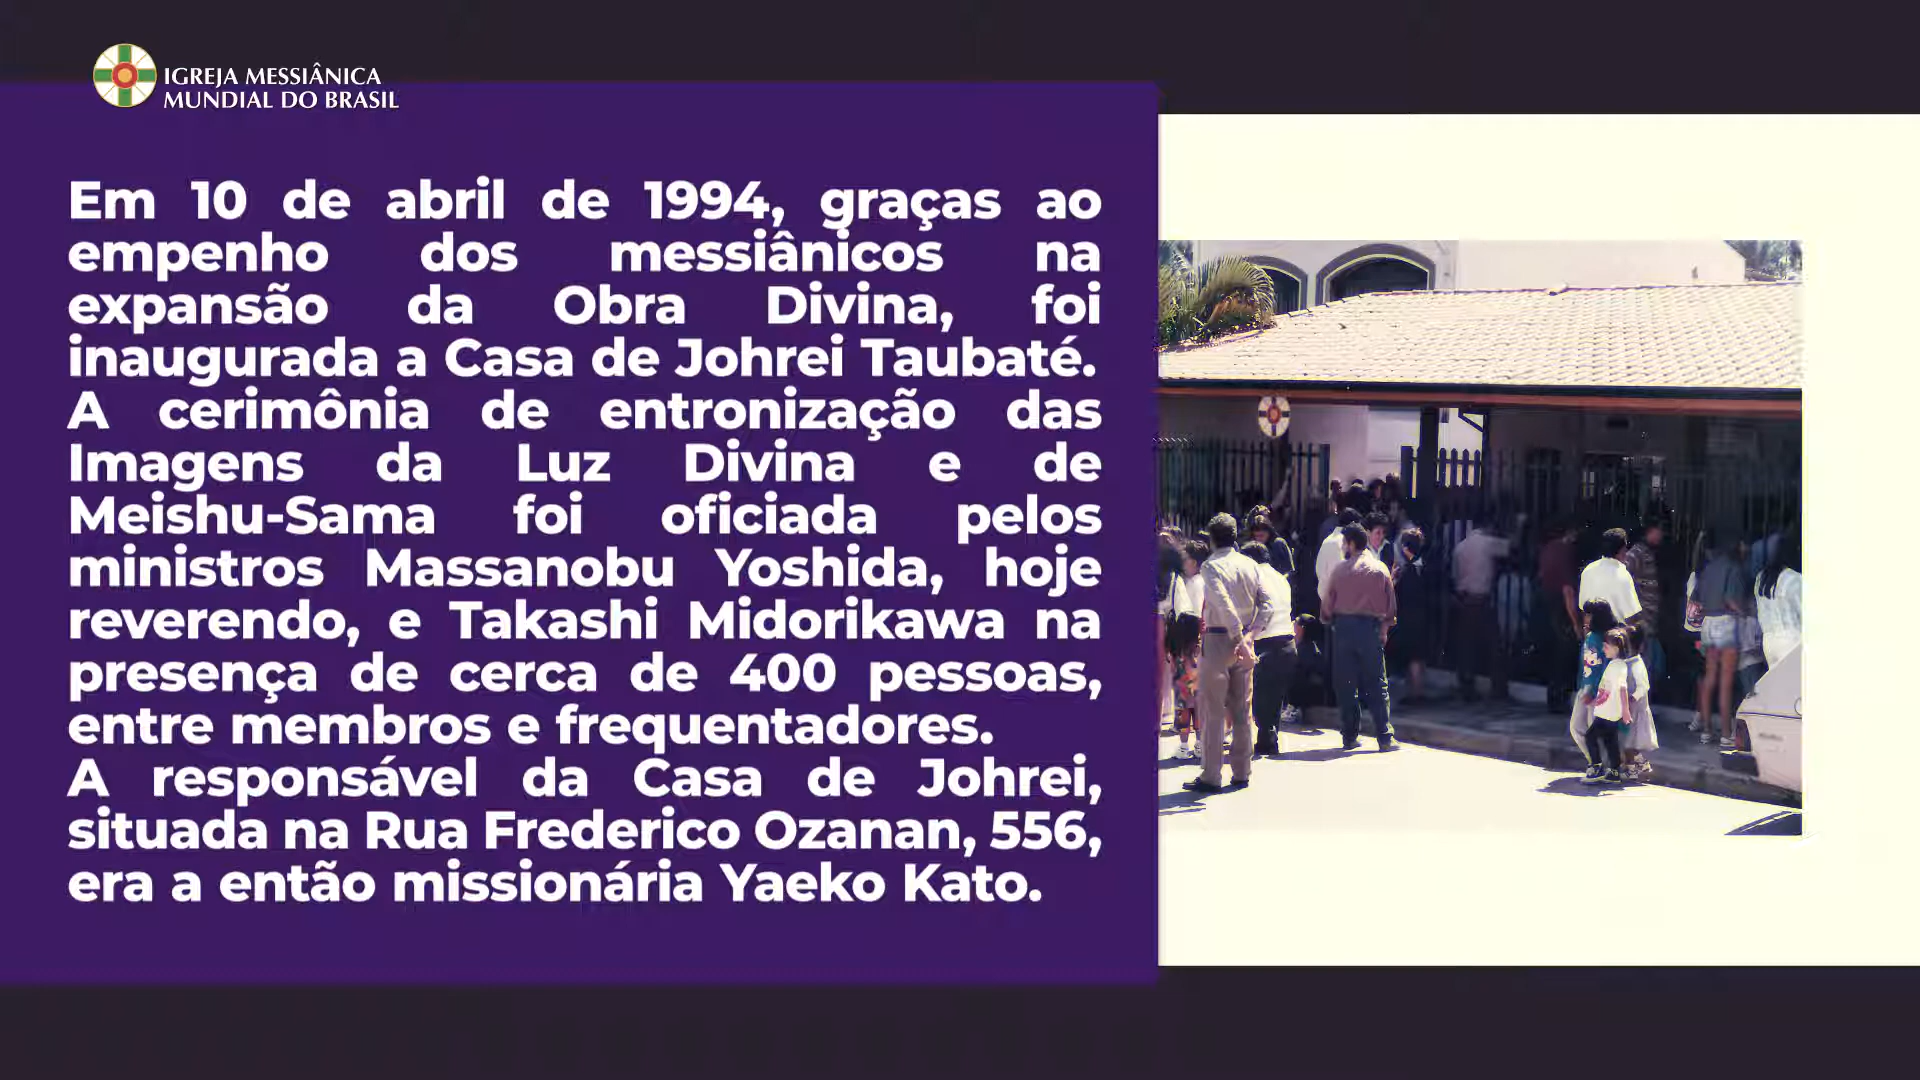 IGREJA MESSIÂNICA
MUNDIAL DO BRASIL
Em 10 de abril de 1994, graças ao
empenho dos messiânicos na
expansão da Obra Divina, foi
inaugurada a Casa de Johrei Taubaté.
A cerimônia de entronização das
Imagens da Luz Divina e de
Meishu-Sama foi oficiada pelos
ministros Massanobu Yoshida, hoje
reverendo, e Takashi Midorikawa na
presença de cerca de 400 pessoas,
entre membros e frequentadores.
A responsável da Casa de Johrei,
situada na Rua Frederico Ozanan, 556,
era a então missionária Yaeko Kato.